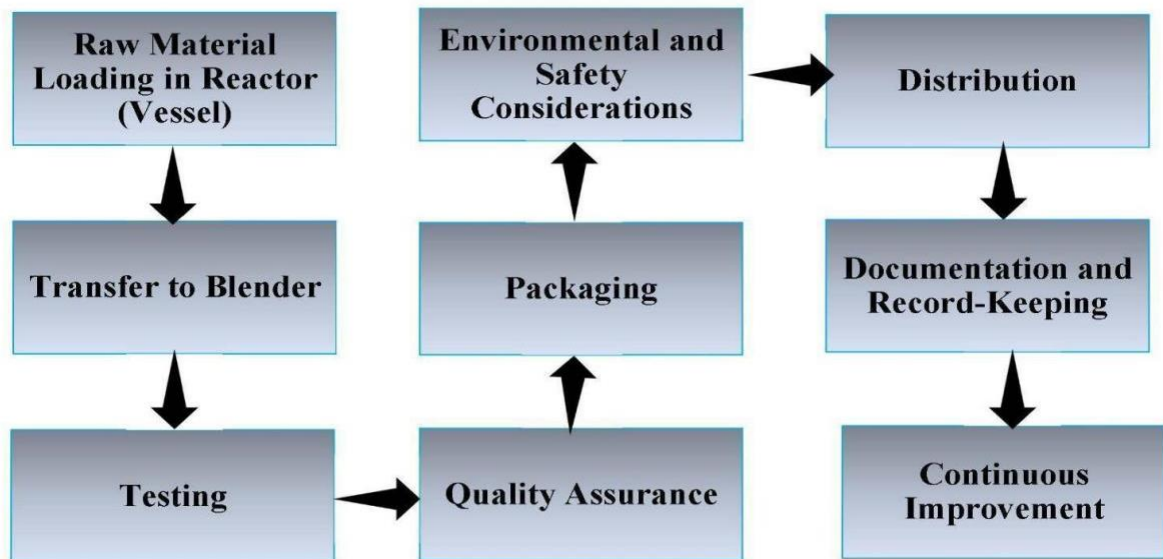 Raw Material
Loading in Reactor
(Vessel)
Transfer to Blender
Testing
Quality Assurance
Packaging
Environmental and
Safety
Considerations
Distribution
Documentation and
Record-Keeping
Continuous
Improvement